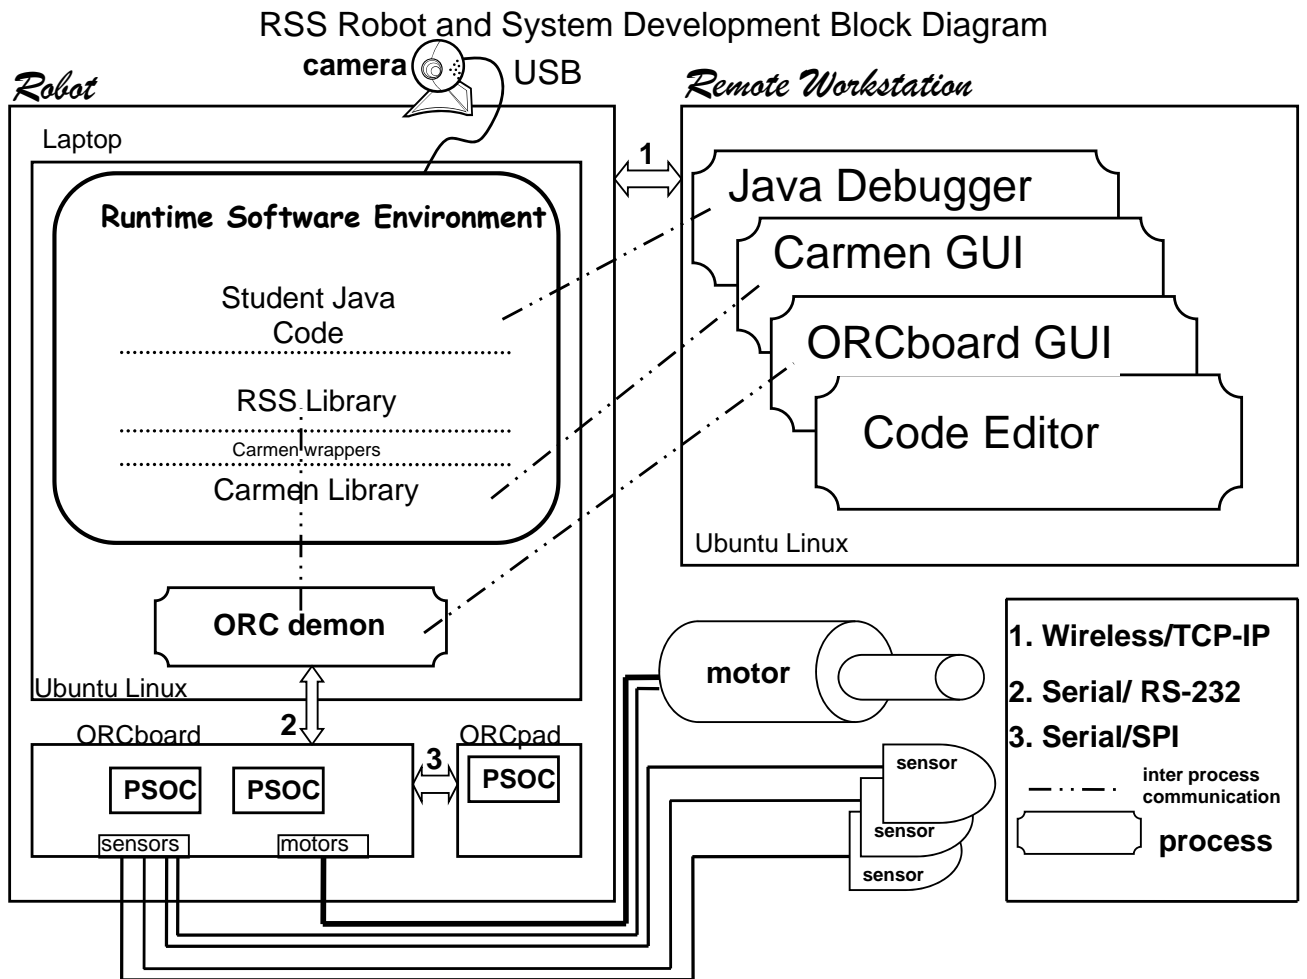 RSS Robot and System Development Block Diagram
camera
USB
Robot
Remote Workstation
Laptop
1
Runtime Software Environment
Student Java
Code
RSS Library
Carmen wrappers
Carmen Library
Java Debugger
Carmen GUI
ORCboard GUI
Code Editor
Ubuntu Linux
ORC demon
Ubuntu Linux
2
ORCboard
ORCpad
3
PSOC
PSOC
PSOC
sensors
motors
motor
sensor
sensor
sensor
1. Wireless/TCP-IP
2. Serial/ RS-232
3. Serial/SPI
inter process
communication
process